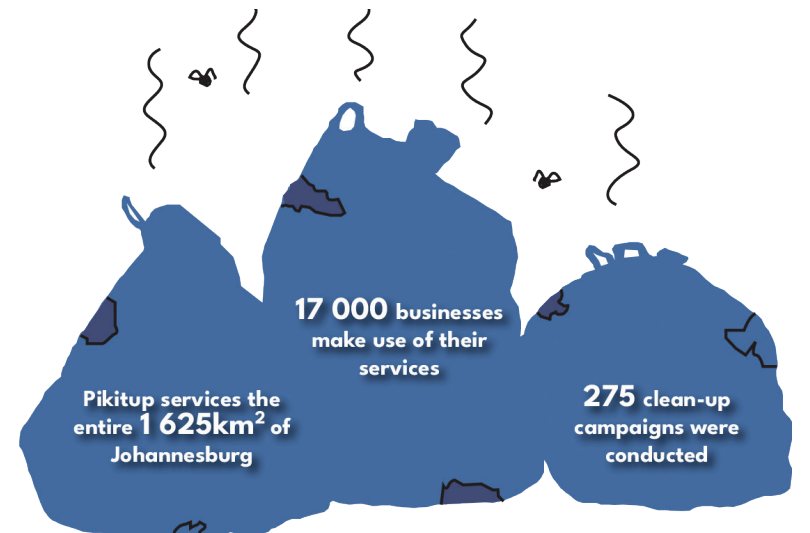 17 000 businesses
make use of their
services
Pikitup services the
entire 1 625km² of
Johannesburg
275 clean-up
campaigns were
conducted